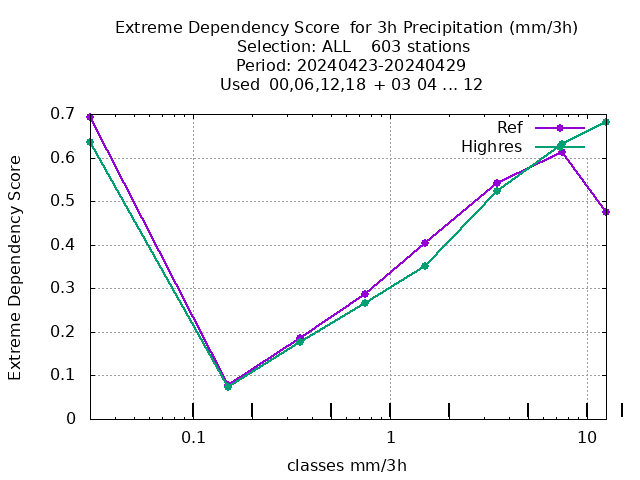 Extreme Dependency Score  for 3h Precipitation (mm/3h)
Selection: ALL    603 stations
Period: 20240423-20240429
Used  00,06,12,18  + 03 04 ... 12
Ref
Highres
0.7
0.6
0.5
0.4
0.3
0.2
0.1
0
Extreme Dependency Score
0.1 1 10
classes mm/3h